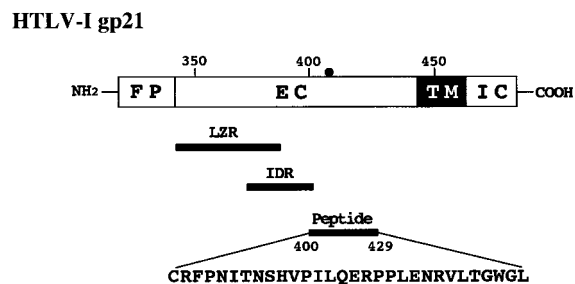 HTLV-I gp21
350 400 450
NH2 FP EC TM IC COOH
LZR
IDR
Peptide
400 429
CRFPNITNSHVPILQERPPLENRVLTGWGL